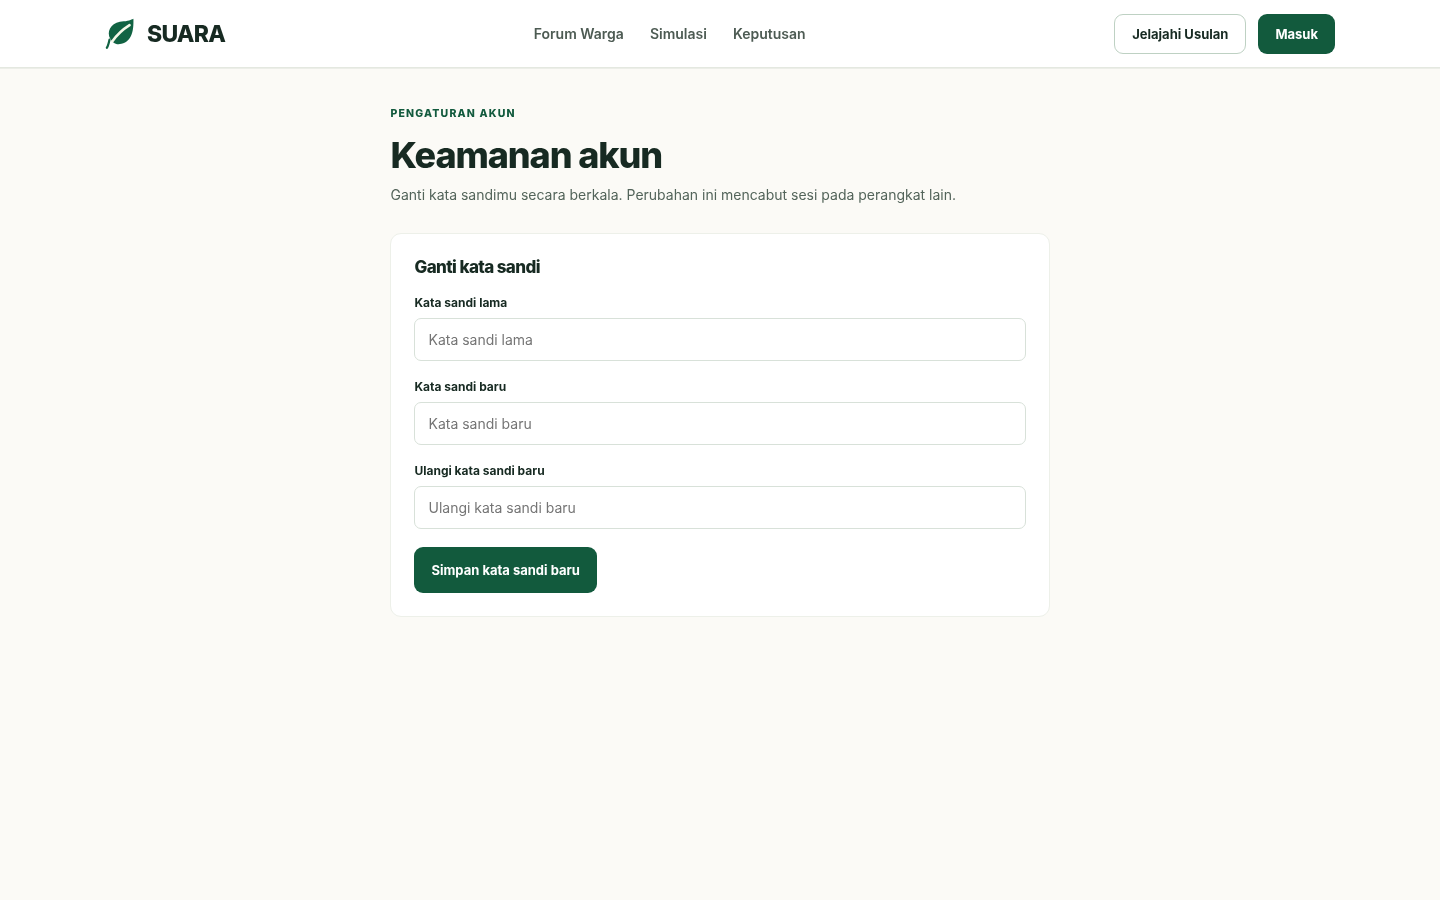 SUARA
Forum Warga
Simulasi
Keputusan
Jelajahi Usulan
Masuk
PENGATURAN AKUN
Keamanan akun
Ganti kata sandimu secara berkala. Perubahan ini mencabut sesi pada perangkat lain.
Ganti kata sandi
Kata sandi lama
Kata sandi lama
Kata sandi baru
Kata sandi baru
Ulangi kata sandi baru
Ulangi kata sandi baru
Simpan kata sandi baru